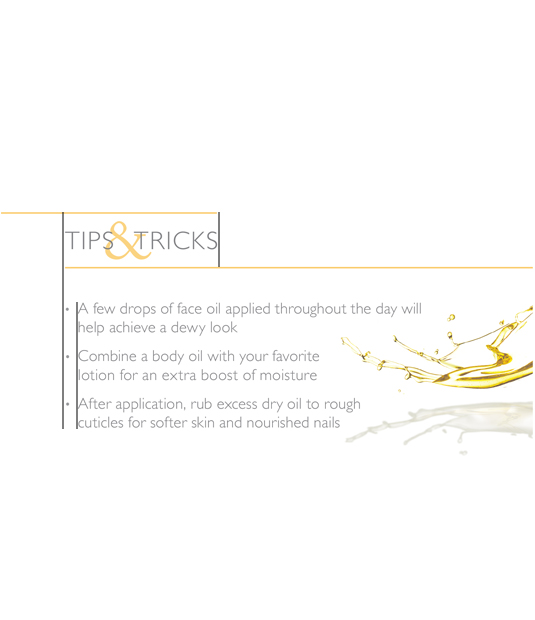 TIPS & TRICKS
• A few drops of face oil applied throughout the day will
help achieve a dewy look
• Combine a body oil with your favorite
lotion for an extra boost of moisture
• After application, rub excess dry oil to rough
cuticles for softer skin and nourished nails